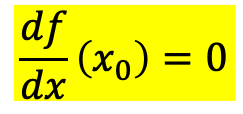 df/dx (x₀) = 0